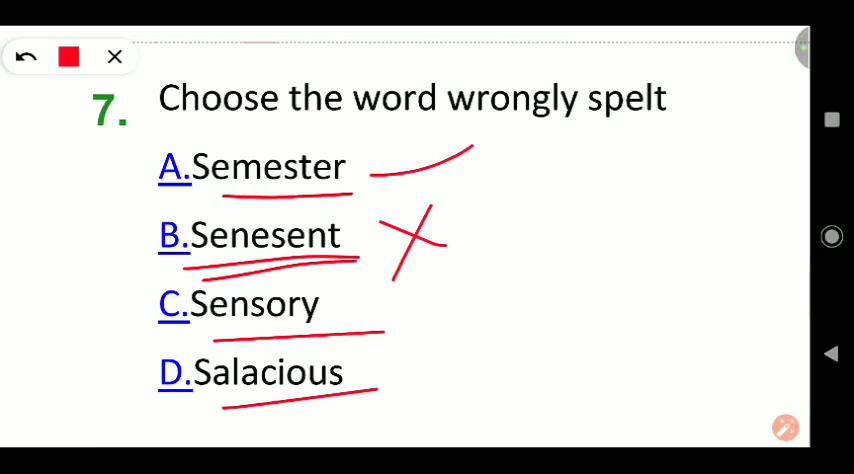 7. Choose the word wrongly spelt
A.Semester
B.Senesent
C.Sensory
D.Salacious